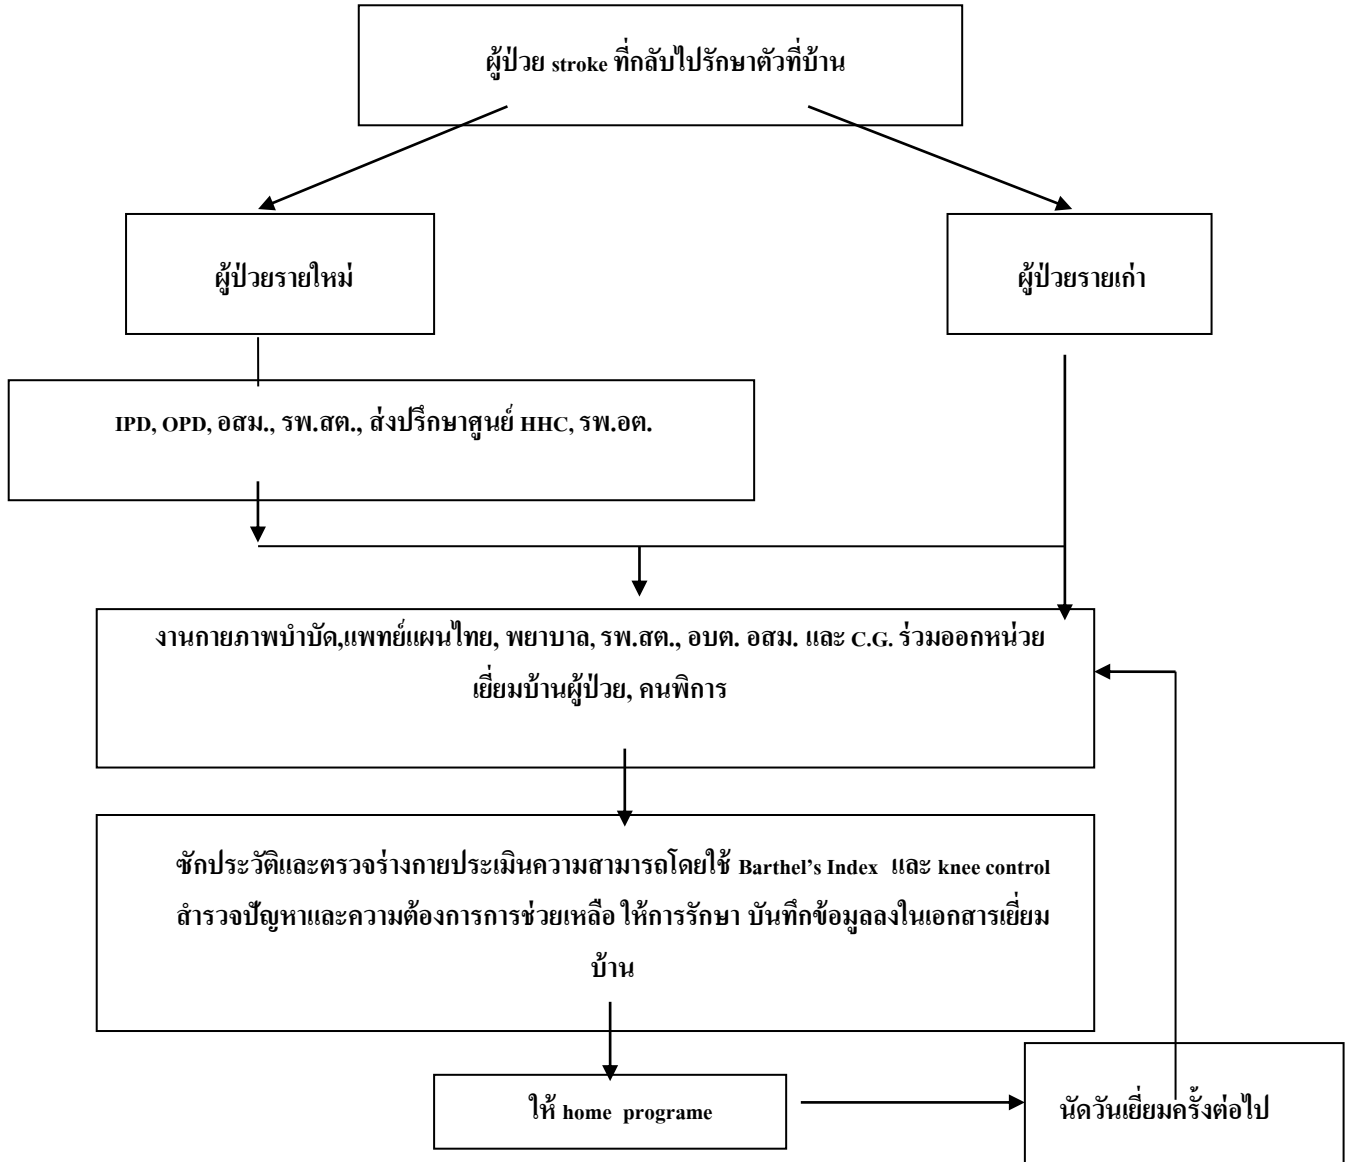 ผู้ป่วย stroke ที่กลับไปรักษาตัวที่บ้าน
ผู้ป่วยรายใหม่
ผู้ป่วยรายเก่า
IPD, OPD, อสม., รพ.สต., ส่งปรึกษาศูนย์ HHC, รพ.อต.
งานกายภาพบำบัด,แพทย์แผนไทย, พยาบาล, รพ.สต., อบต. อสม. และ C.G. ร่วมออกหน่วย
เยี่ยมบ้านผู้ป่วย, คนพิการ
ซักประวัติและตรวจร่างกายประเมินความสามารถโดยใช้ Barthel’s Index และ knee control
สำรวจปัญหาและความต้องการการช่วยเหลือ ให้การรักษา บันทึกข้อมูลลงในเอกสารเยี่ยม
บ้าน
ให้ home programe
นัดวันเยี่ยมครั้งต่อไป